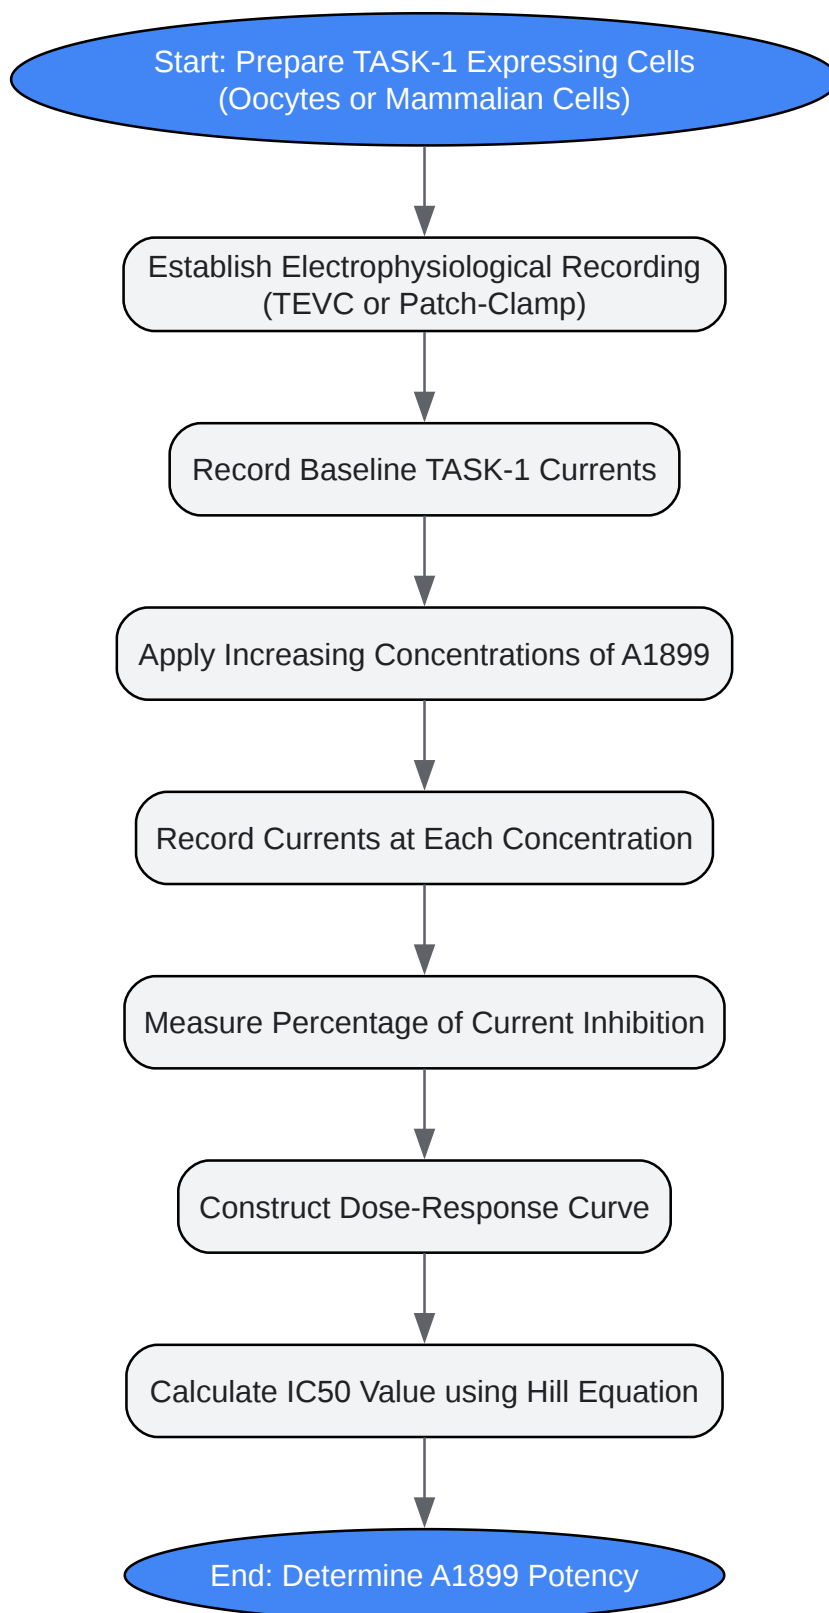 Start: Prepare TASK-1 Expressing Cells
(Oocytes or Mammalian Cells)
Establish Electrophysiological Recording
(TEVC or Patch-Clamp)
Record Baseline TASK-1 Currents
Apply Increasing Concentrations of A1899
Record Currents at Each Concentration
Measure Percentage of Current Inhibition
Construct Dose-Response Curve
Calculate IC50 Value using Hill Equation
End: Determine A1899 Potency